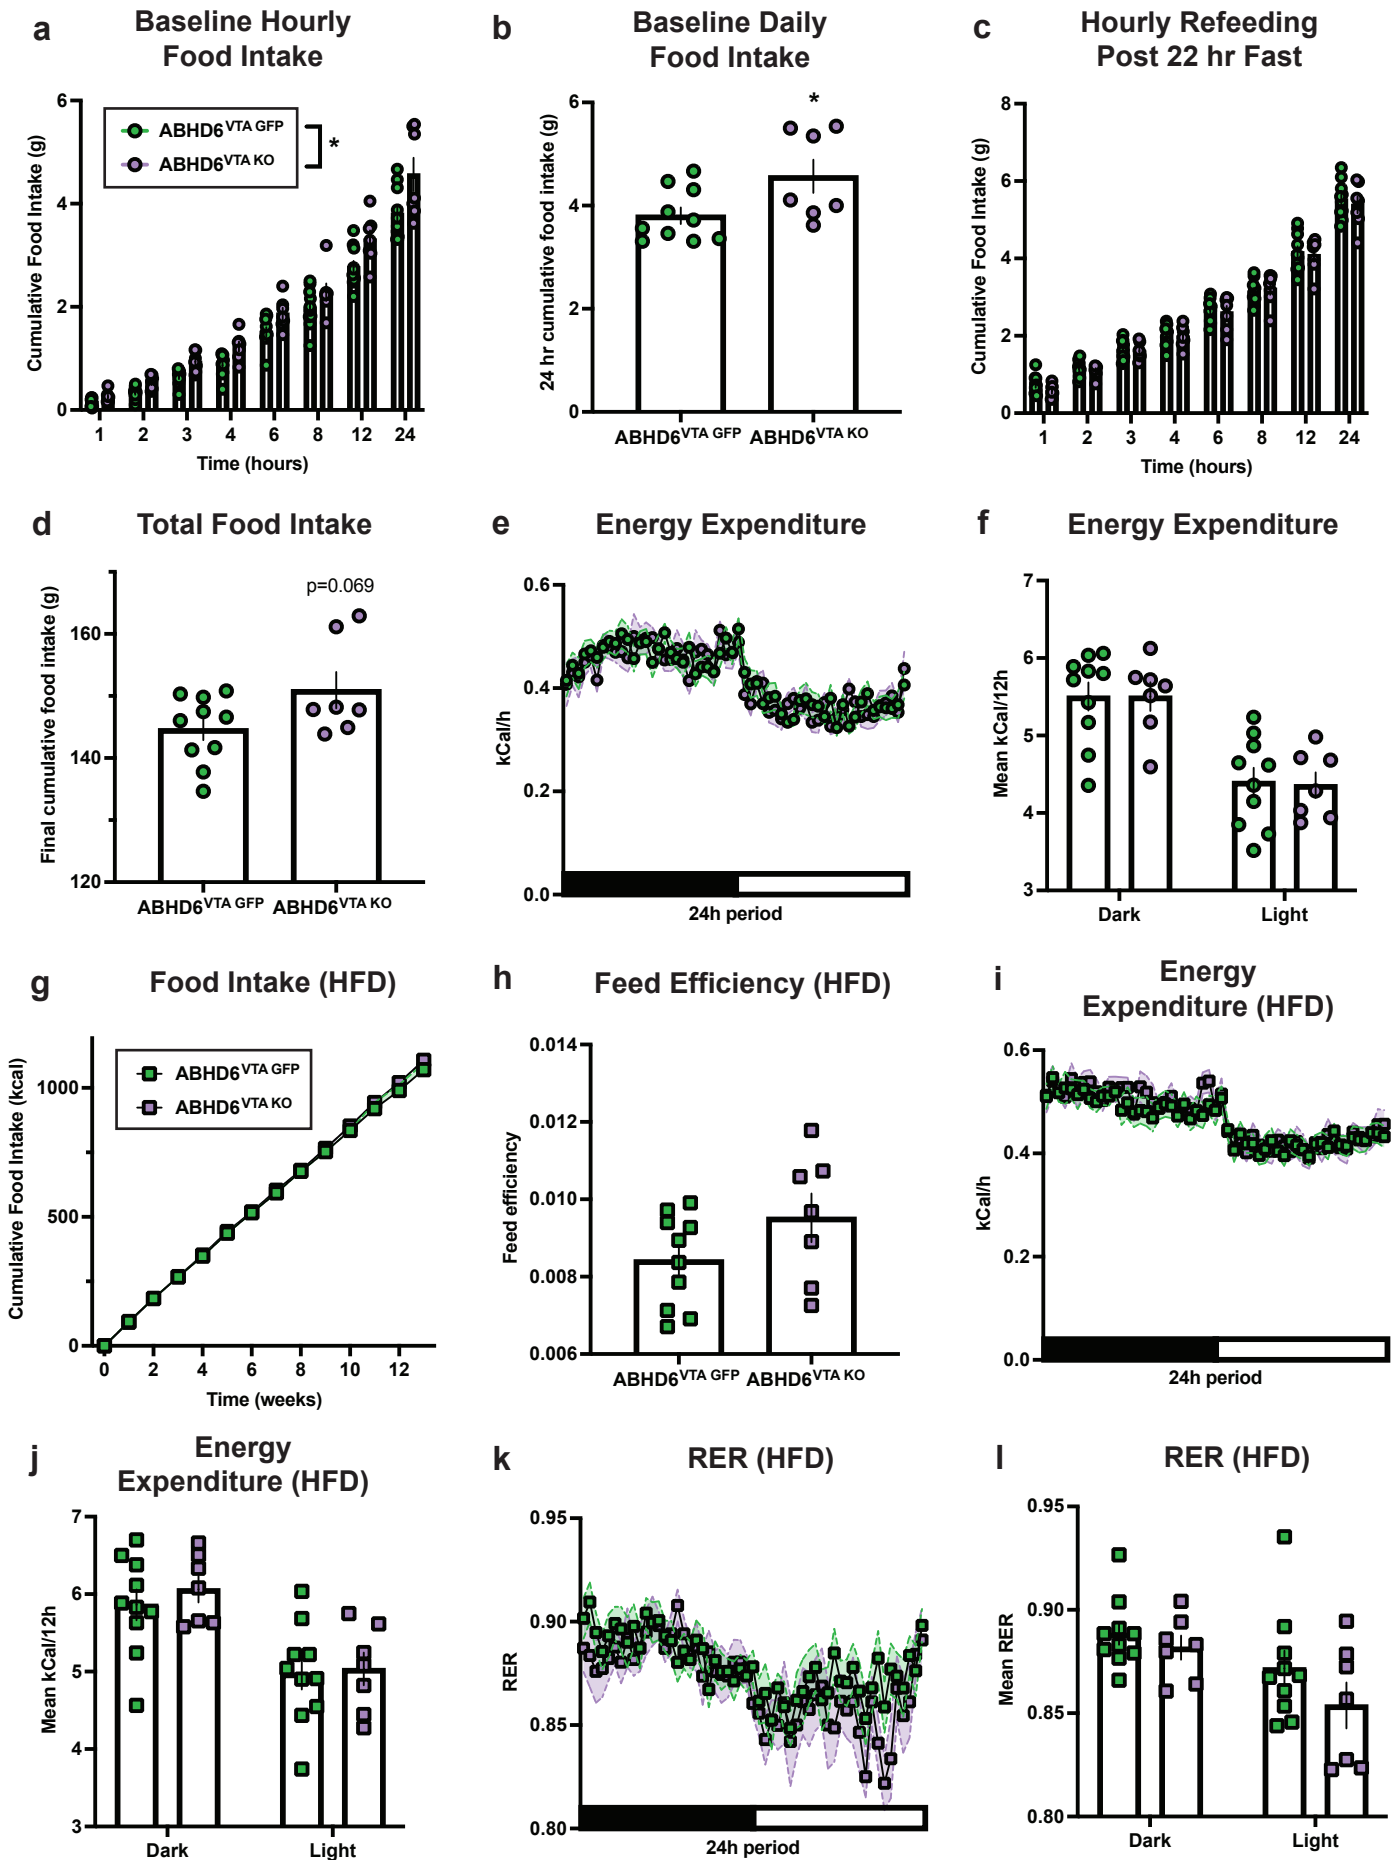 a
Baseline Hourly
Food Intake
Cumulative Food Intake (g)
6
4
2
0
ABHD6VTA GFP
ABHD6VTA KO
*
1 2 3 4 6 8 12 24
Time (hours)
b
Baseline Daily
Food Intake
24 hr cumulative food intake (g)
6
4
2
0
*
ABHD6VTA GFP ABHD6VTA KO
c
Hourly Refeeding
Post 22 hr Fast
Cumulative Food Intake (g)
8
6
4
2
0
1 2 3 4 6 8 12 24
Time (hours)
d
Total Food Intake
Final cumulative food intake (g)
160
140
120
p=0.069
ABHD6VTA GFP ABHD6VTA KO
e
Energy Expenditure
kCal/h
0.6
0.4
0.2
0.0
24h period
f
Energy Expenditure
Mean kCal/12h
7
6
5
4
3
Dark Light
g
Food Intake (HFD)
Cumulative Food Intake (kcal)
1000
500
0
ABHD6VTA GFP
ABHD6VTA KO
0 2 4 6 8 10 12
Time (weeks)
h
Feed Efficiency (HFD)
Feed efficiency
0.014
0.012
0.010
0.008
0.006
ABHD6VTA GFP ABHD6VTA KO
i
Energy
Expenditure (HFD)
kCal/h
0.6
0.4
0.2
0.0
24h period
j
Energy
Expenditure (HFD)
Mean kCal/12h
7
6
5
4
3
Dark Light
k
RER (HFD)
RER
0.95
0.90
0.85
0.80
24h period
l
RER (HFD)
Mean RER
0.95
0.90
0.85
0.80
Dark Light